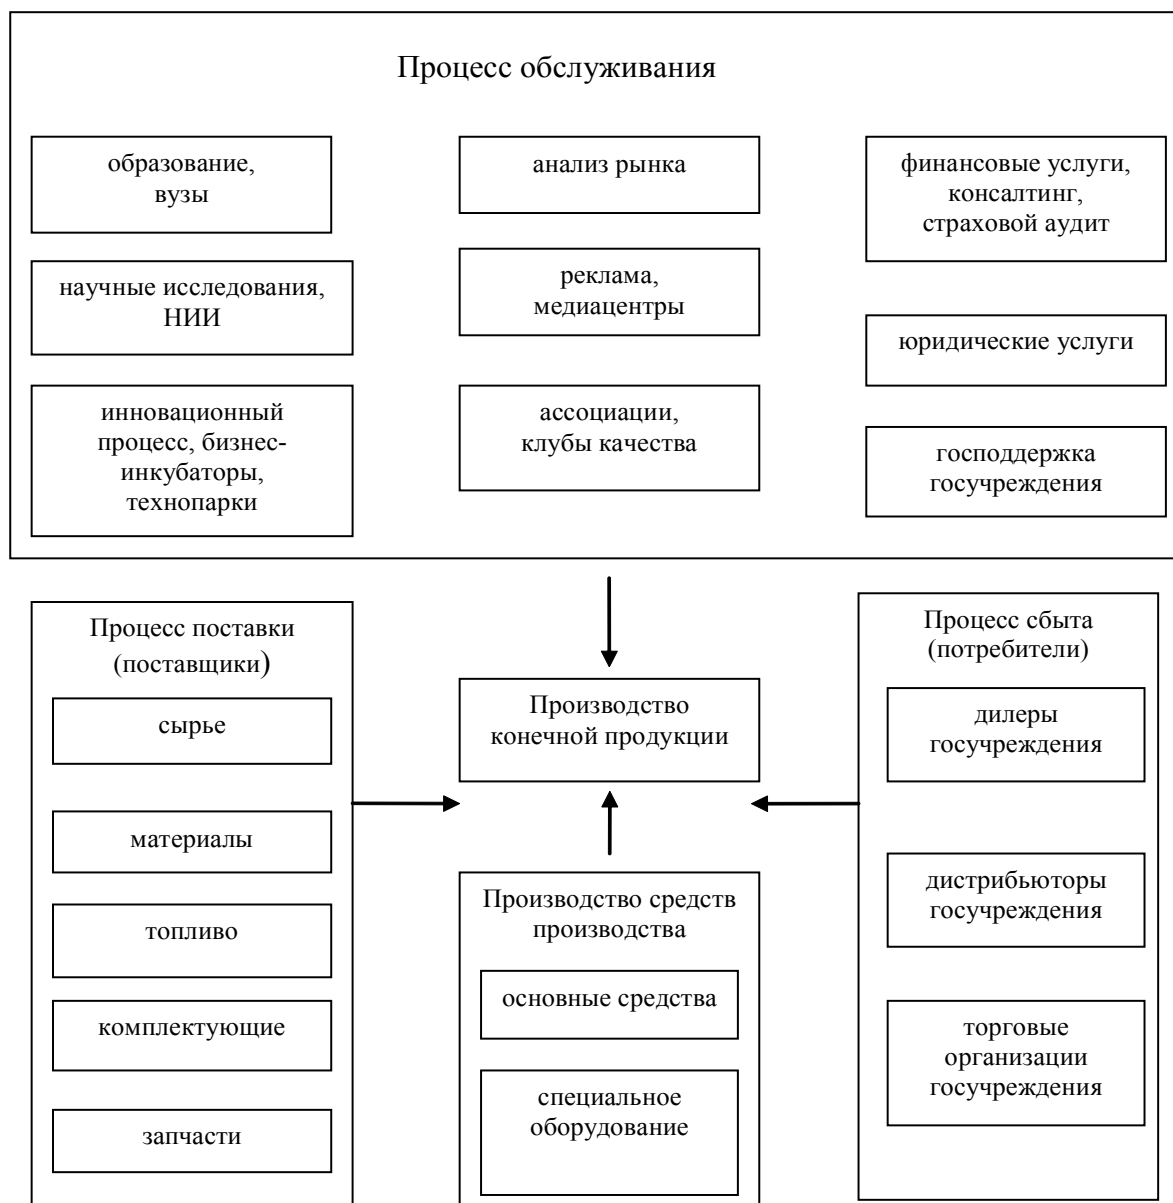 Процесс обслуживания
образование,
вузы
научные исследования,
НИИ
инновационный
процесс, бизнес-
инкубаторы,
технопарки
анализ рынка
реклама,
медиацентры
ассоциации,
клубы качества
финансовые услуги,
консалтинг,
страховой аудит
юридические услуги
господдержка
госучреждения
Процесс поставки
(поставщики)
сырье
материалы
топливо
комплектующие
запчасти
Производство
конечной продукции
Производство средств
производства
основные средства
специальное
оборудование
Процесс сбыта
(потребители)
дилеры
госучреждения
дистрибьюторы
госучреждения
торговые
организации
госучреждения